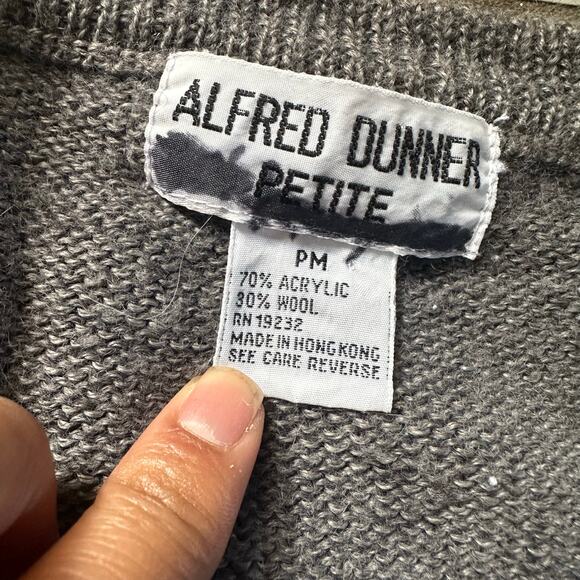 ALFRED DUNNER
PETITE
PM
70% ACRYLIC
30% WOOL
RN 19232
MADE IN HONG KONG
SEE CARE REVERSE